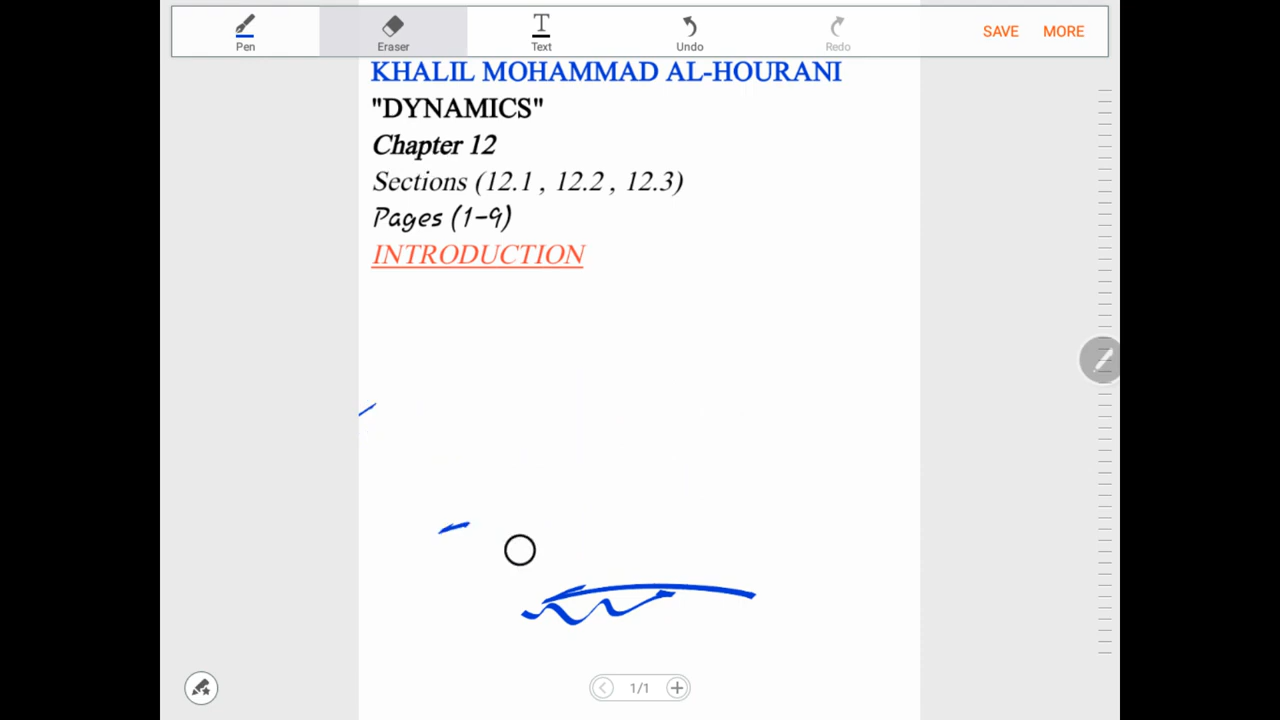 Pen Eraser Text Undo Redo SAVE MORE
KHALIL MOHAMMAD AL-HOURANI
"DYNAMICS"
Chapter 12
Sections (12.1 , 12.2 , 12.3)
Pages (1-9)
INTRODUCTION
1/1